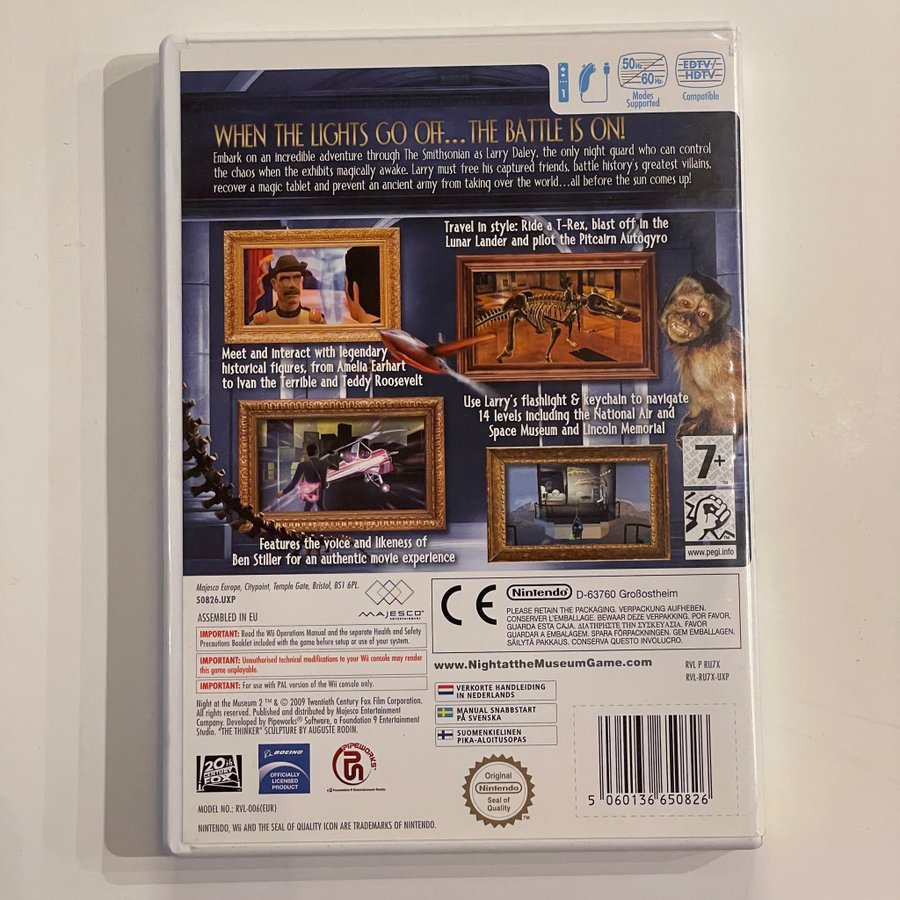 1
50Hz
60Hz
Modes
Supported
EDTV/
HDTV
Compatible
WHEN THE LIGHTS GO OFF...THE BATTLE IS ON!
Embark on an incredible adventure through The Smithsonian as Larry Daley, the only night guard who can control
the chaos when the exhibits magically awake. Larry must free his captured friends, battle history's greatest villains,
recover a magic tablet and prevent an ancient army from taking over the world...all before the sun comes up!
Travel in style: Ride a T-Rex, blast off in the
Lunar Lander and pilot the Pitcairn Autogyro
Meet and interact with legendary
historical figures, from Amelia Earhart
to Ivan the Terrible and Teddy Roosevelt
Use Larry's flashlight & keychain to navigate
14 levels including the National Air and
Space Museum and Lincoln Memorial
7+
TM
www.pegi.info
Features the voice and likeness of
Ben Stiller for an authentic movie experience
Majesco Europe, Citypoint, Temple Gate, Bristol, BS1 6PL.
50826.UXP
MAJESCO
ENTERTAINMENT
ASSEMBLED IN EU
IMPORTANT: Read the Wii Operations Manual and the separate Health and Safety
Precautions Booklet included with the game before setup or use of your system.
IMPORTANT: Unauthorised technical modifications to your Wii console may render
this game unplayable.
IMPORTANT: For use with PAL version of the Wii console only.
Night at the Museum 2 ™ & © 2009 Twentieth Century Fox Film Corporation.
All rights reserved. Published and distributed by Majesco Entertainment
Company. Developed by Pipeworks® Software, a Foundation 9 Entertainment
Studio. "THE THINKER" SCULPTURE BY AUGUSTE RODIN.
20TH
CENTURY
FOX
BOEING
OFFICIALLY
LICENSED
PRODUCT
PIPEWORKS
A Foundation 9 Entertainment Studio
MODEL NO.: RVL-006(EUR)
NINTENDO, Wii AND THE SEAL OF QUALITY ICON ARE TRADEMARKS OF NINTENDO.
CE
Nintendo D-63760 Großostheim
PLEASE RETAIN THE PACKAGING. VERPACKUNG AUFHEBEN.
CONSERVER L'EMBALLAGE. BEWAAR DEZE VERPAKKING. POR FAVOR,
GUARDA ESTA CAJA. ΔΙΑΤΗΡΗΣΤΕ ΤΗΝ ΣΥΣΚΕΥΑΣΙΑ. FAVOR
GUARDAR A EMBALAGEM. SPARA FÖRPACKNINGEN. GEM EMBALLAGEN.
SÄILYTÄ PAKKAUS. CONSERVA QUESTO INVOLUCRO.
www.NightattheMuseumGame.com
RVL P RU7X
RVL-RU7X-UXP
VERKORTE HANDLEIDING
IN NEDERLANDS
MANUAL SNABBSTART
PÅ SVENSKA
SUOMENKIELINEN
PIKA-ALOITUSOPAS
Original
Nintendo
Seal of
Quality
TM
5 060136 650826